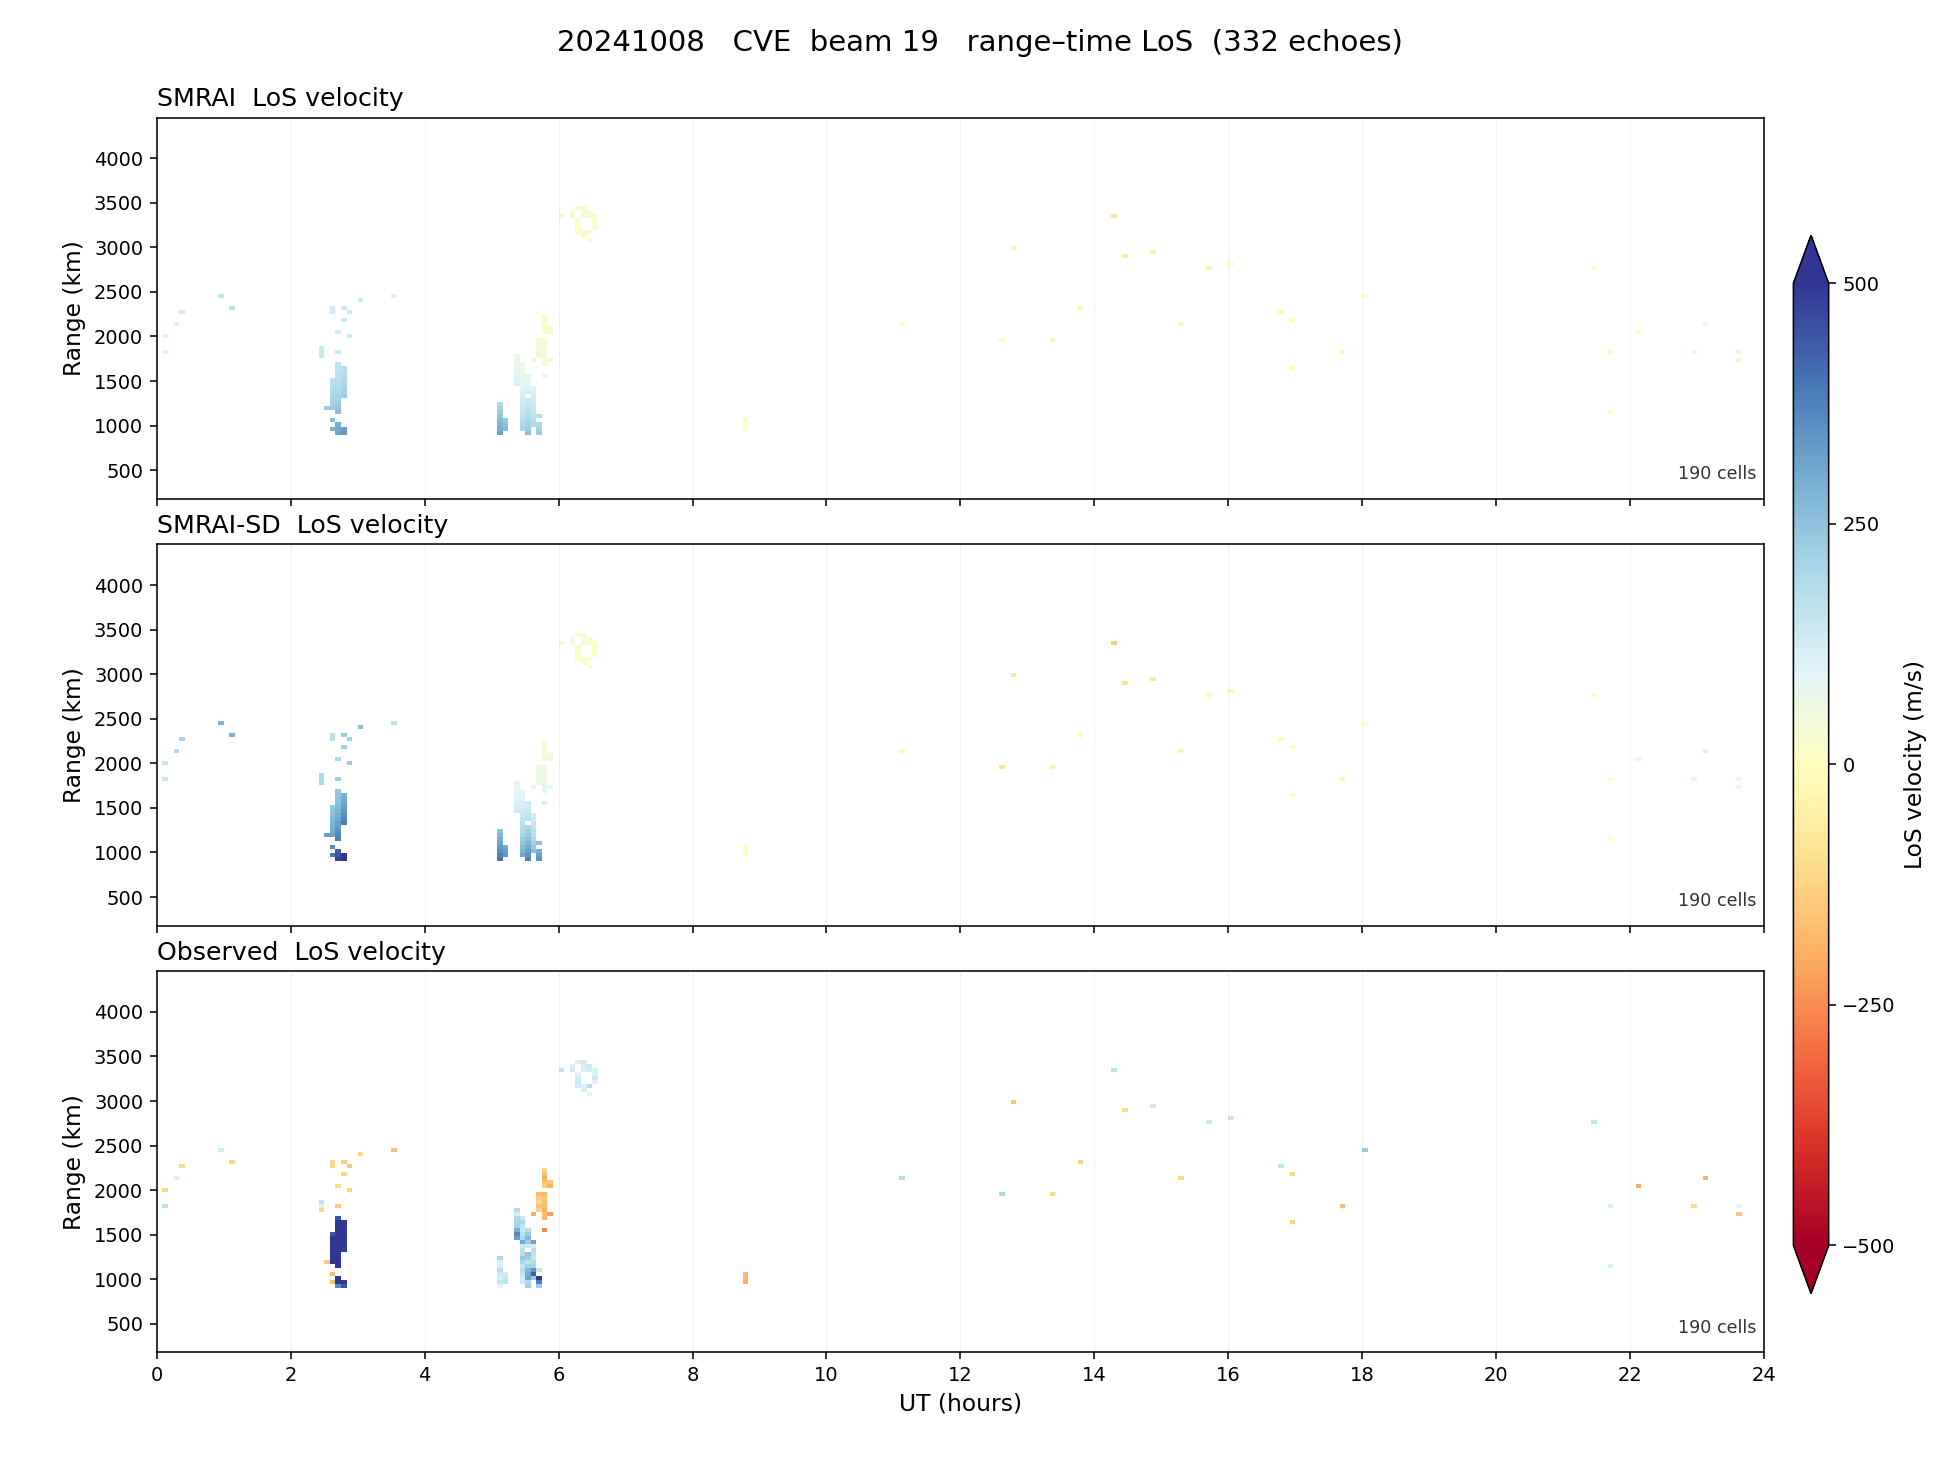 20241008   CVE  beam 19   range–time LoS  (332 echoes)
SMRAI  LoS velocity
4000
3500
3000
2500
2000
1500
1000
500
Range (km)
190 cells
SMRAI-SD  LoS velocity
4000
3500
3000
2500
2000
1500
1000
500
Range (km)
190 cells
Observed  LoS velocity
4000
3500
3000
2500
2000
1500
1000
500
Range (km)
190 cells
0 2 4 6 8 10 12 14 16 18 20 22 24
UT (hours)
500
250
0
−250
−500
LoS velocity (m/s)